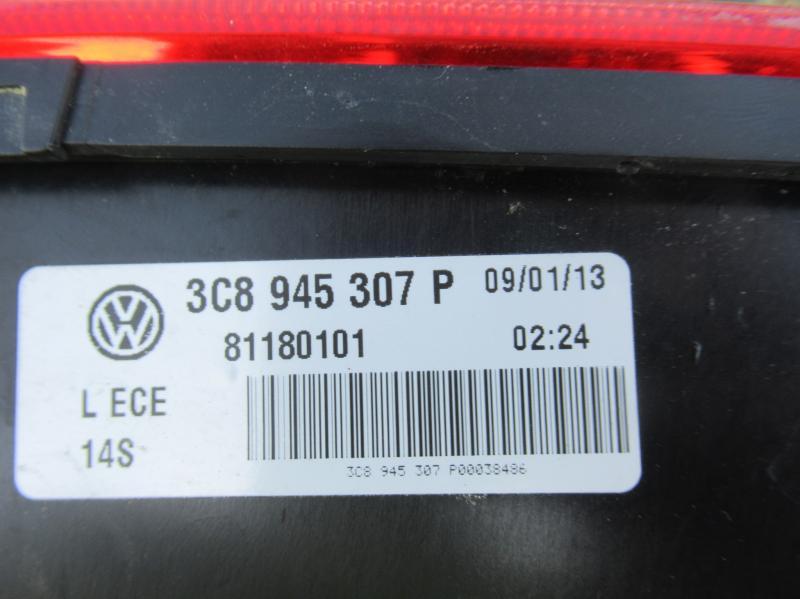 3C8 945 307 P 09/01/13
81180101 02:24
L ECE
14S
3C8 945 307 P00038486